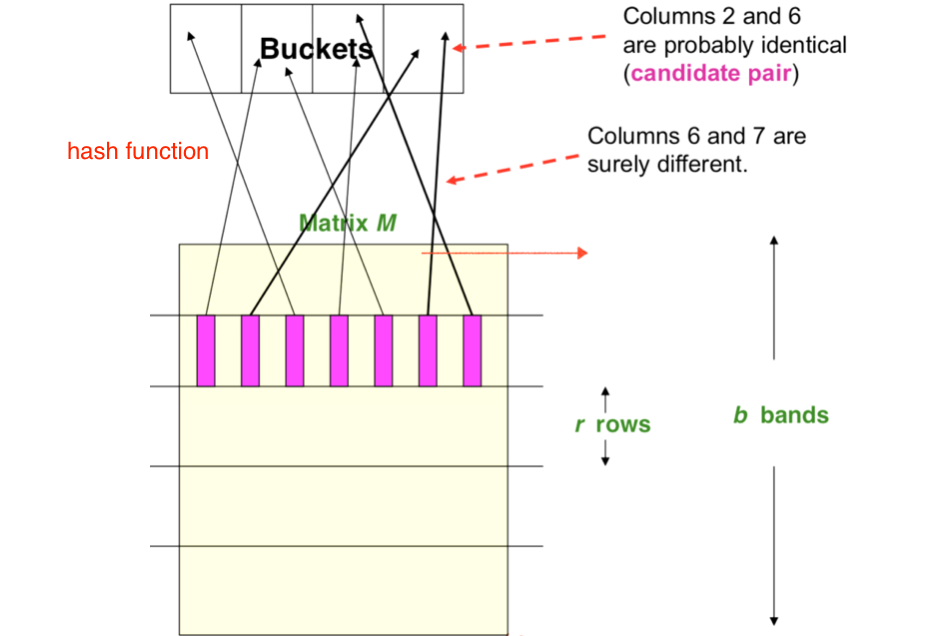 Buckets
Columns 2 and 6
are probably identical
(candidate pair)
hash function
Columns 6 and 7 are
surely different.
Matrix M
r rows
b bands